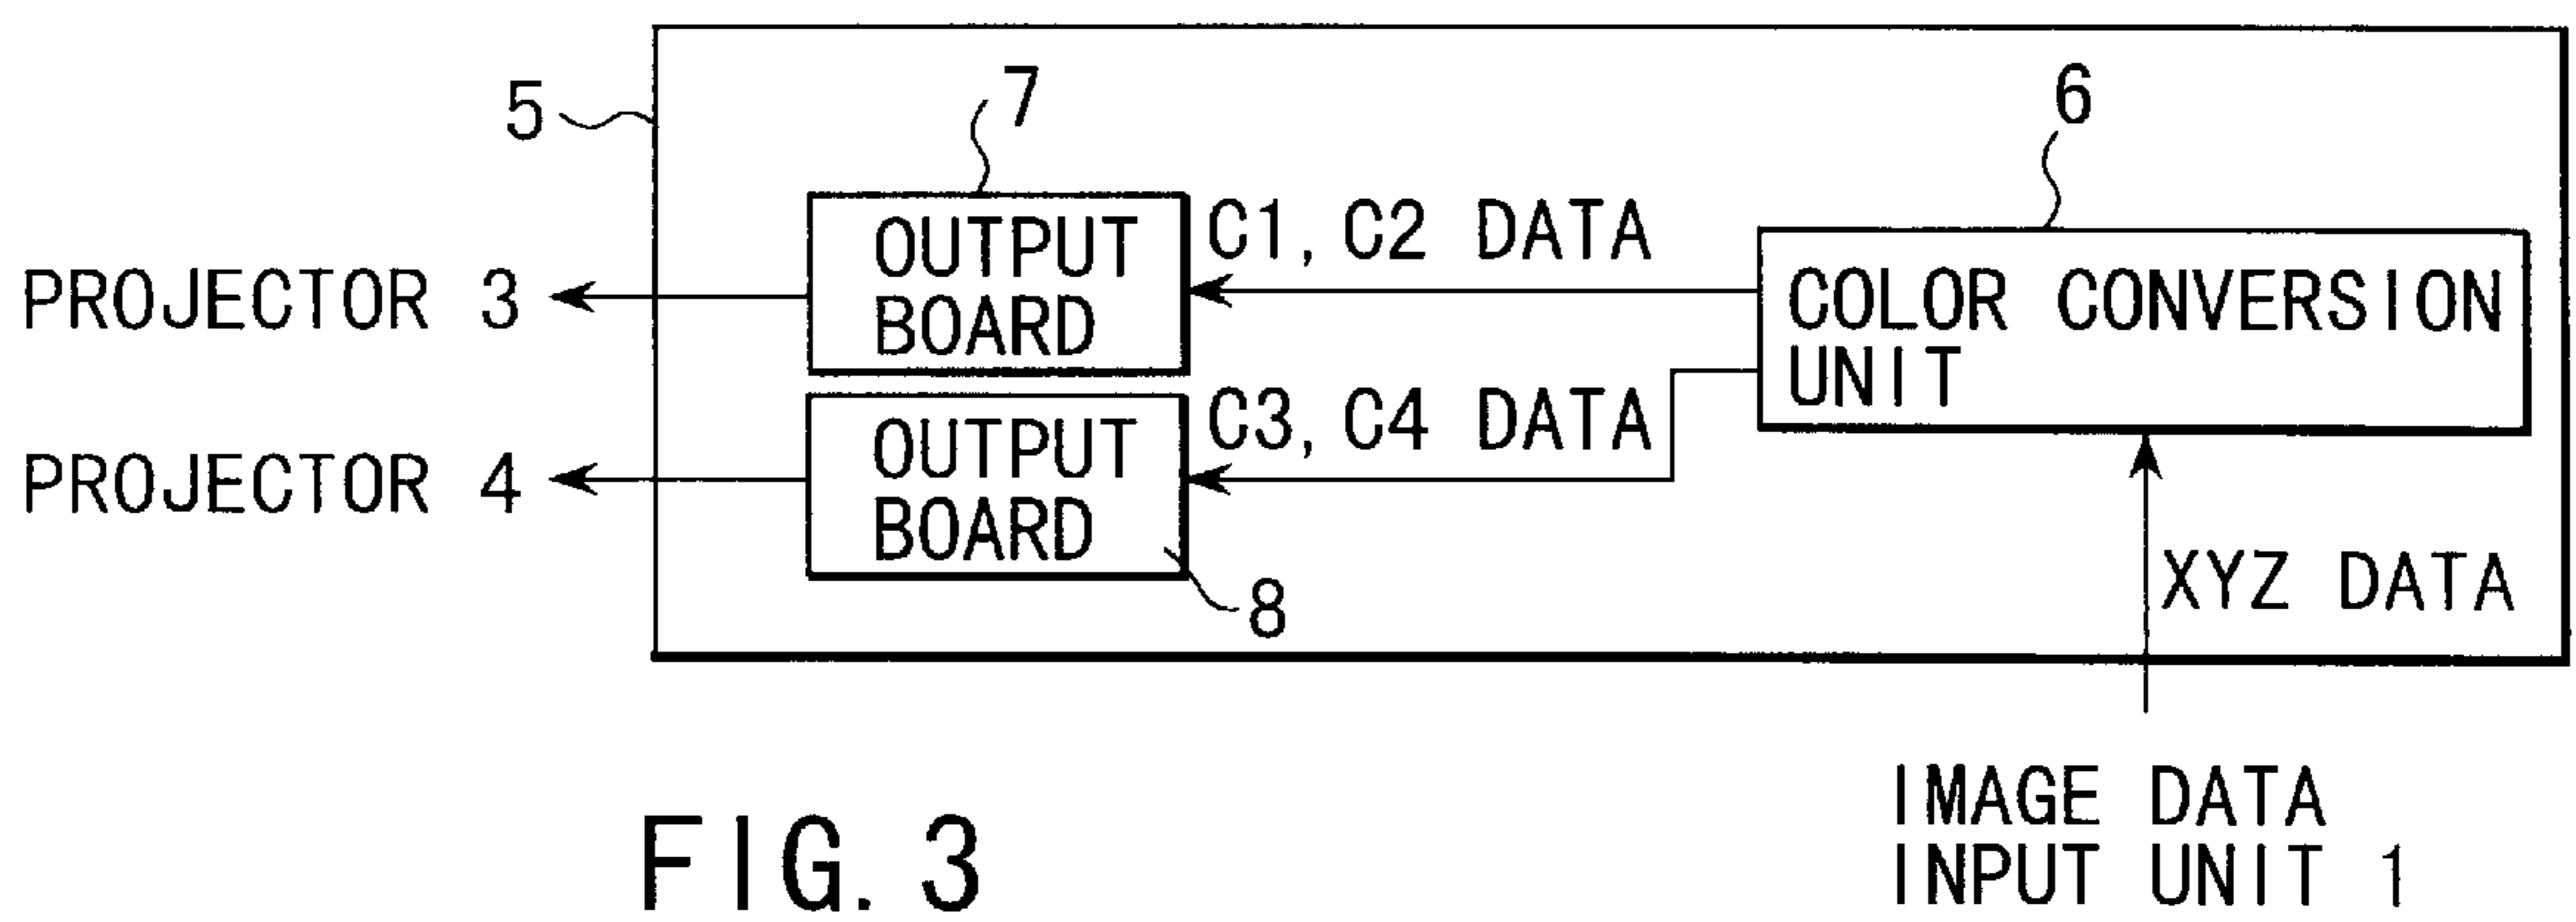 5
7
6
OUTPUT
BOARD
C1, C2 DATA
COLOR CONVERSION
UNIT
PROJECTOR 3
C3, C4 DATA
OUTPUT
BOARD
PROJECTOR 4
8
XYZ DATA
IMAGE DATA
INPUT UNIT 1
FIG. 3